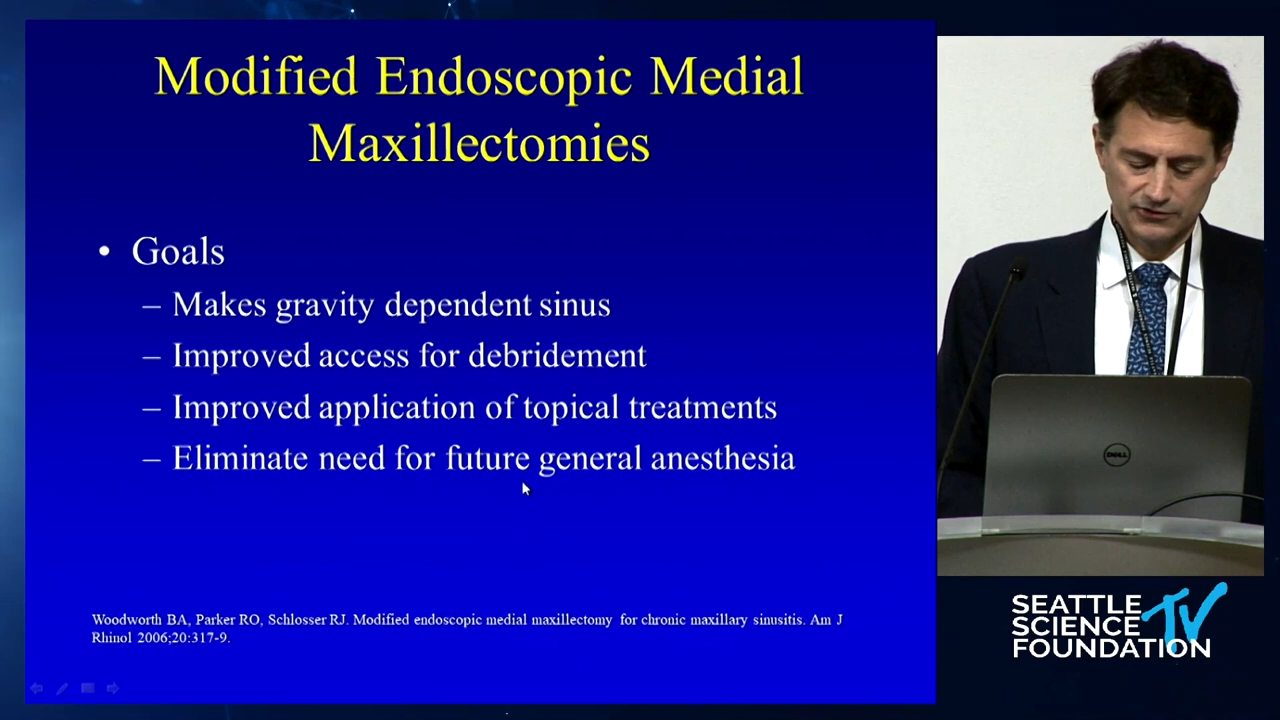 Modified Endoscopic Medial
Maxillectomies
• Goals
– Makes gravity dependent sinus
– Improved access for debridement
– Improved application of topical treatments
– Eliminate need for future general anesthesia
Woodworth BA, Parker RO, Schlosser RJ. Modified endoscopic medial maxillectomy for chronic maxillary sinusitis. Am J
Rhinol 2006;20:317-9.
DELL
SEATTLE
SCIENCE
FOUNDATION
TV